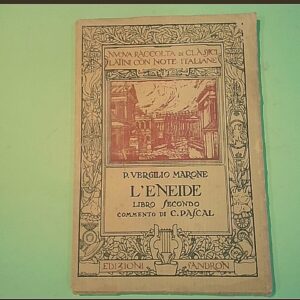 NUOVA RACCOLTA DI CLASSICI
LATINI CON NOTE ITALIANE
P. VERGILIO MARONE
L'ENEIDE
LIBRO SECONDO
COMMENTO DI C. PASCAL
EDIZIONI SANDRON